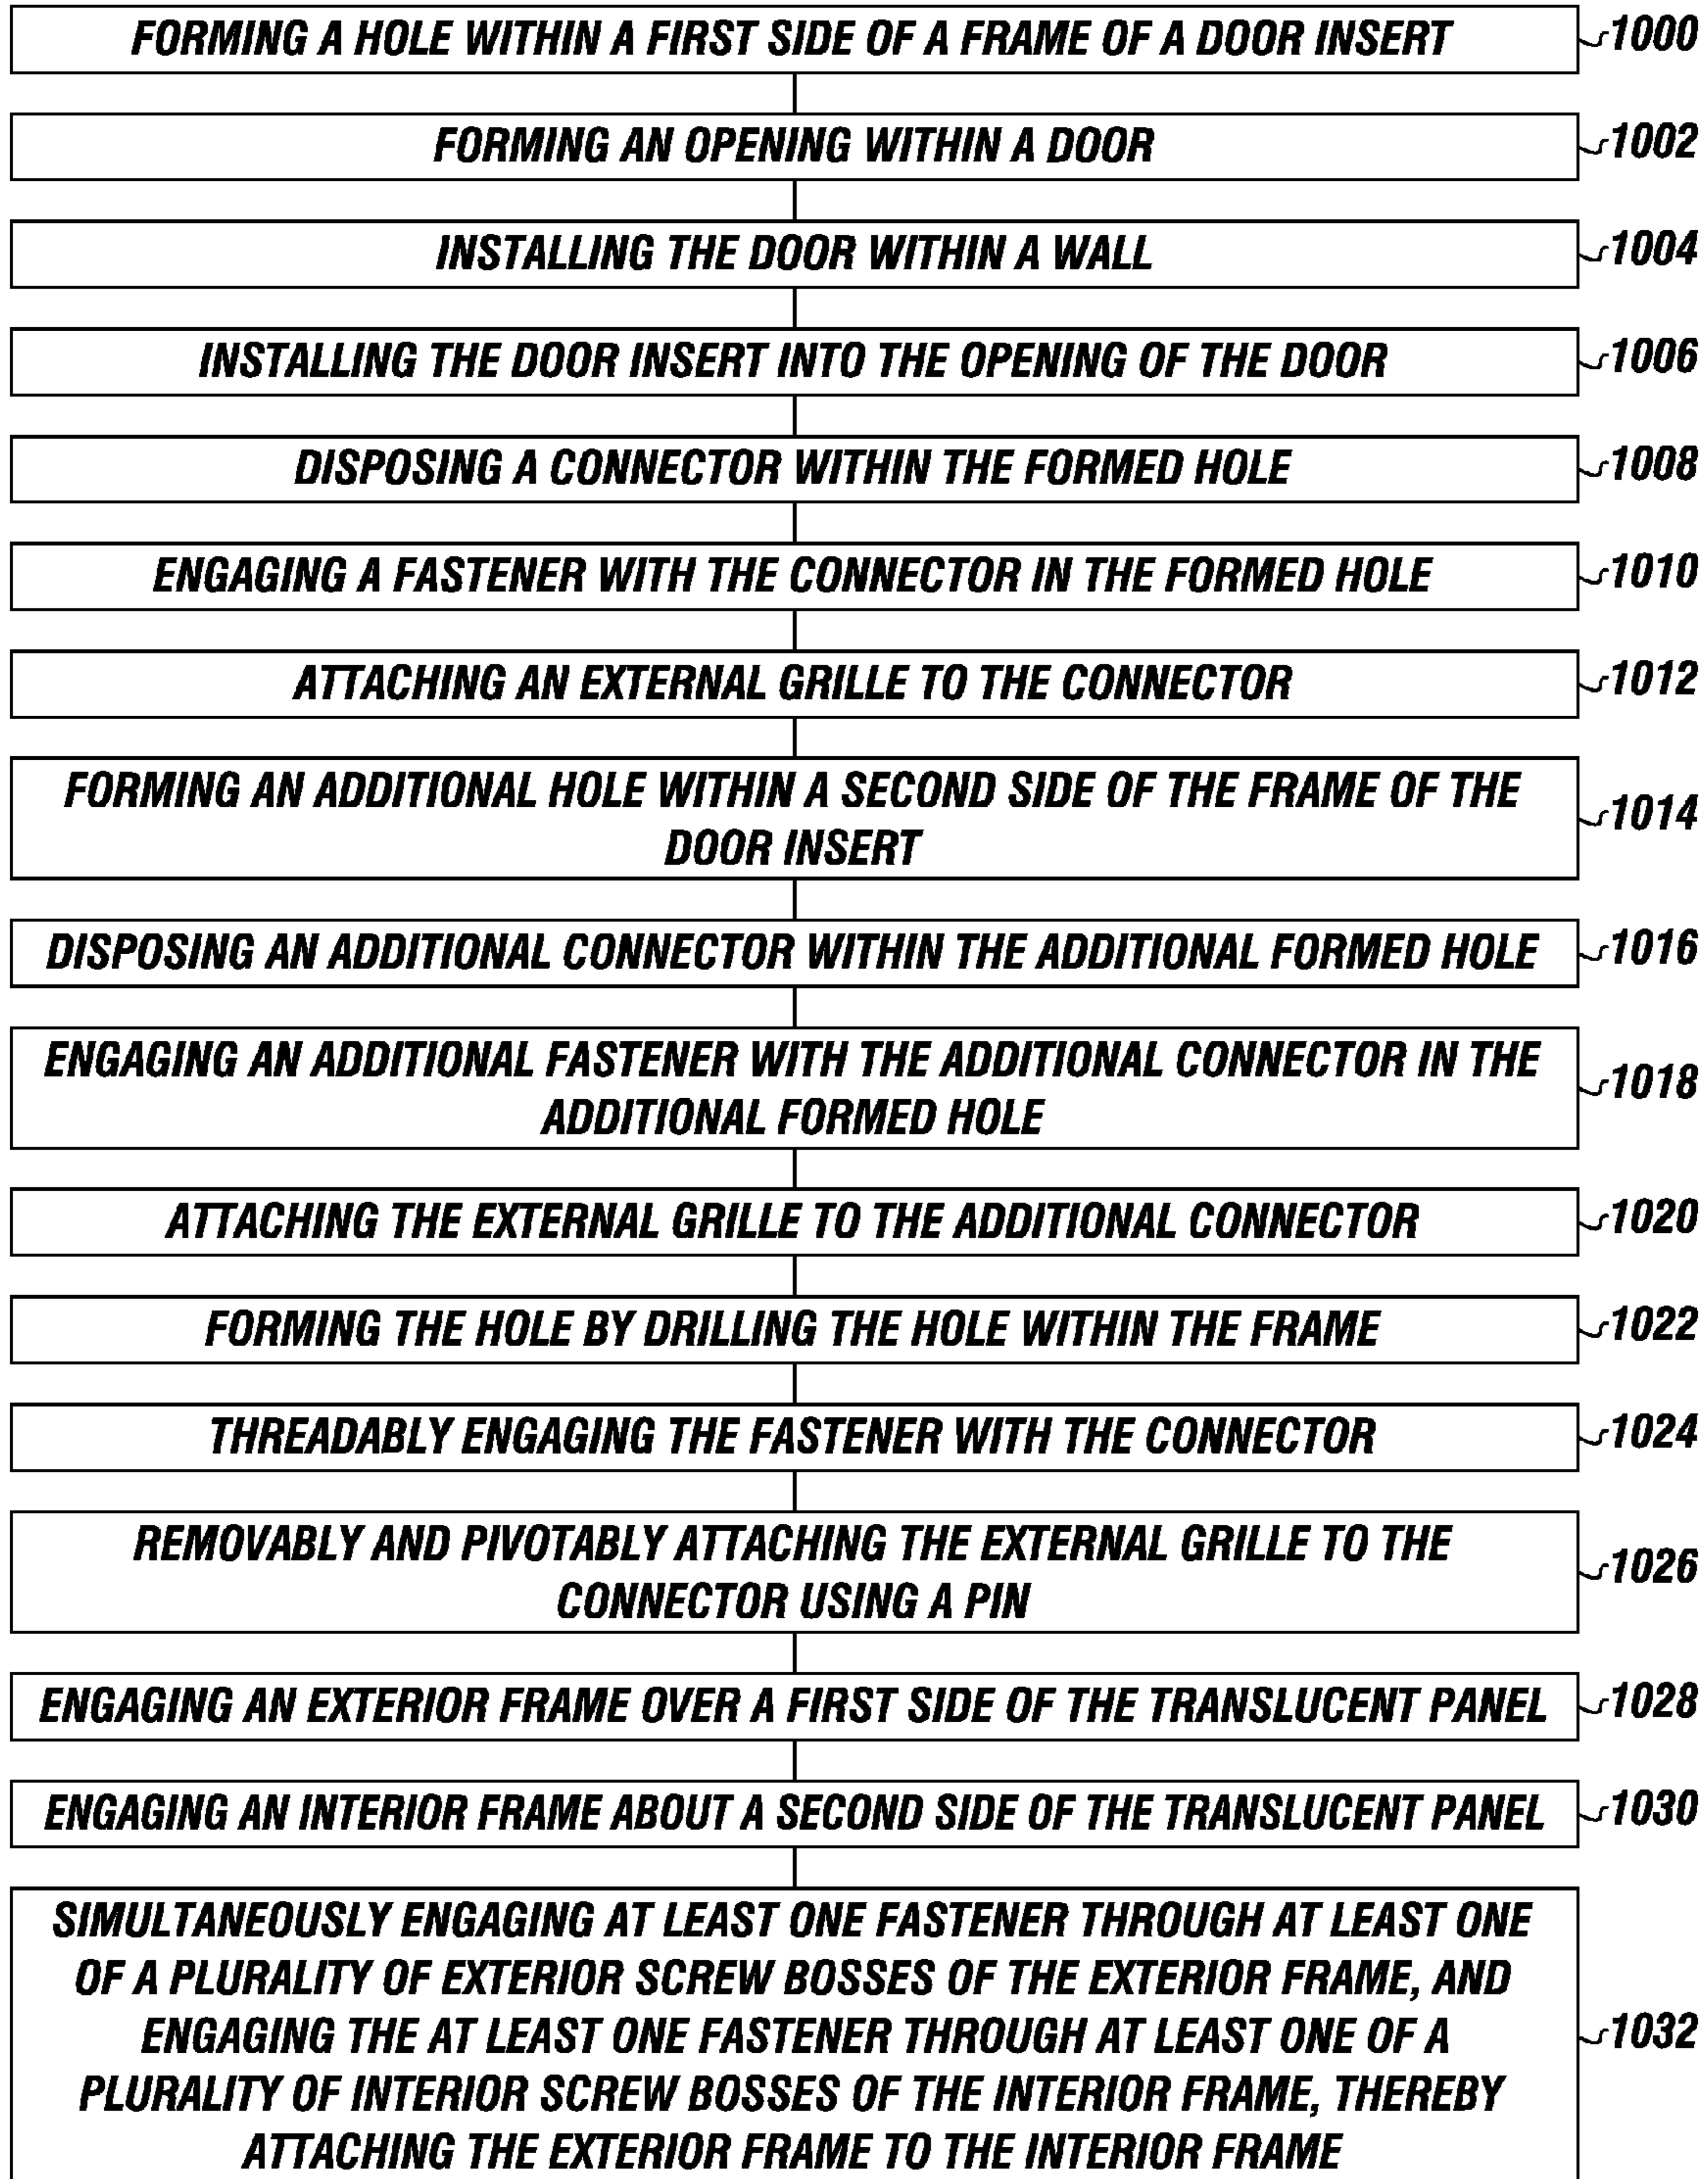 FORMING A HOLE WITHIN A FIRST SIDE OF A FRAME OF A DOOR INSERT
1000
FORMING AN OPENING WITHIN A DOOR
1002
INSTALLING THE DOOR WITHIN A WALL
1004
INSTALLING THE DOOR INSERT INTO THE OPENING OF THE DOOR
1006
DISPOSING A CONNECTOR WITHIN THE FORMED HOLE
1008
ENGAGING A FASTENER WITH THE CONNECTOR IN THE FORMED HOLE
1010
ATTACHING AN EXTERNAL GRILLE TO THE CONNECTOR
1012
FORMING AN ADDITIONAL HOLE WITHIN A SECOND SIDE OF THE FRAME OF THE
DOOR INSERT
1014
DISPOSING AN ADDITIONAL CONNECTOR WITHIN THE ADDITIONAL FORMED HOLE
1016
ENGAGING AN ADDITIONAL FASTENER WITH THE ADDITIONAL CONNECTOR IN THE
ADDITIONAL FORMED HOLE
1018
ATTACHING THE EXTERNAL GRILLE TO THE ADDITIONAL CONNECTOR
1020
FORMING THE HOLE BY DRILLING THE HOLE WITHIN THE FRAME
1022
THREADABLY ENGAGING THE FASTENER WITH THE CONNECTOR
1024
REMOVABLY AND PIVOTABLY ATTACHING THE EXTERNAL GRILLE TO THE
CONNECTOR USING A PIN
1026
ENGAGING AN EXTERIOR FRAME OVER A FIRST SIDE OF THE TRANSLUCENT PANEL
1028
ENGAGING AN INTERIOR FRAME ABOUT A SECOND SIDE OF THE TRANSLUCENT PANEL
1030
SIMULTANEOUSLY ENGAGING AT LEAST ONE FASTENER THROUGH AT LEAST ONE
OF A PLURALITY OF EXTERIOR SCREW BOSSES OF THE EXTERIOR FRAME, AND
ENGAGING THE AT LEAST ONE FASTENER THROUGH AT LEAST ONE OF A
PLURALITY OF INTERIOR SCREW BOSSES OF THE INTERIOR FRAME, THEREBY
ATTACHING THE EXTERIOR FRAME TO THE INTERIOR FRAME
1032